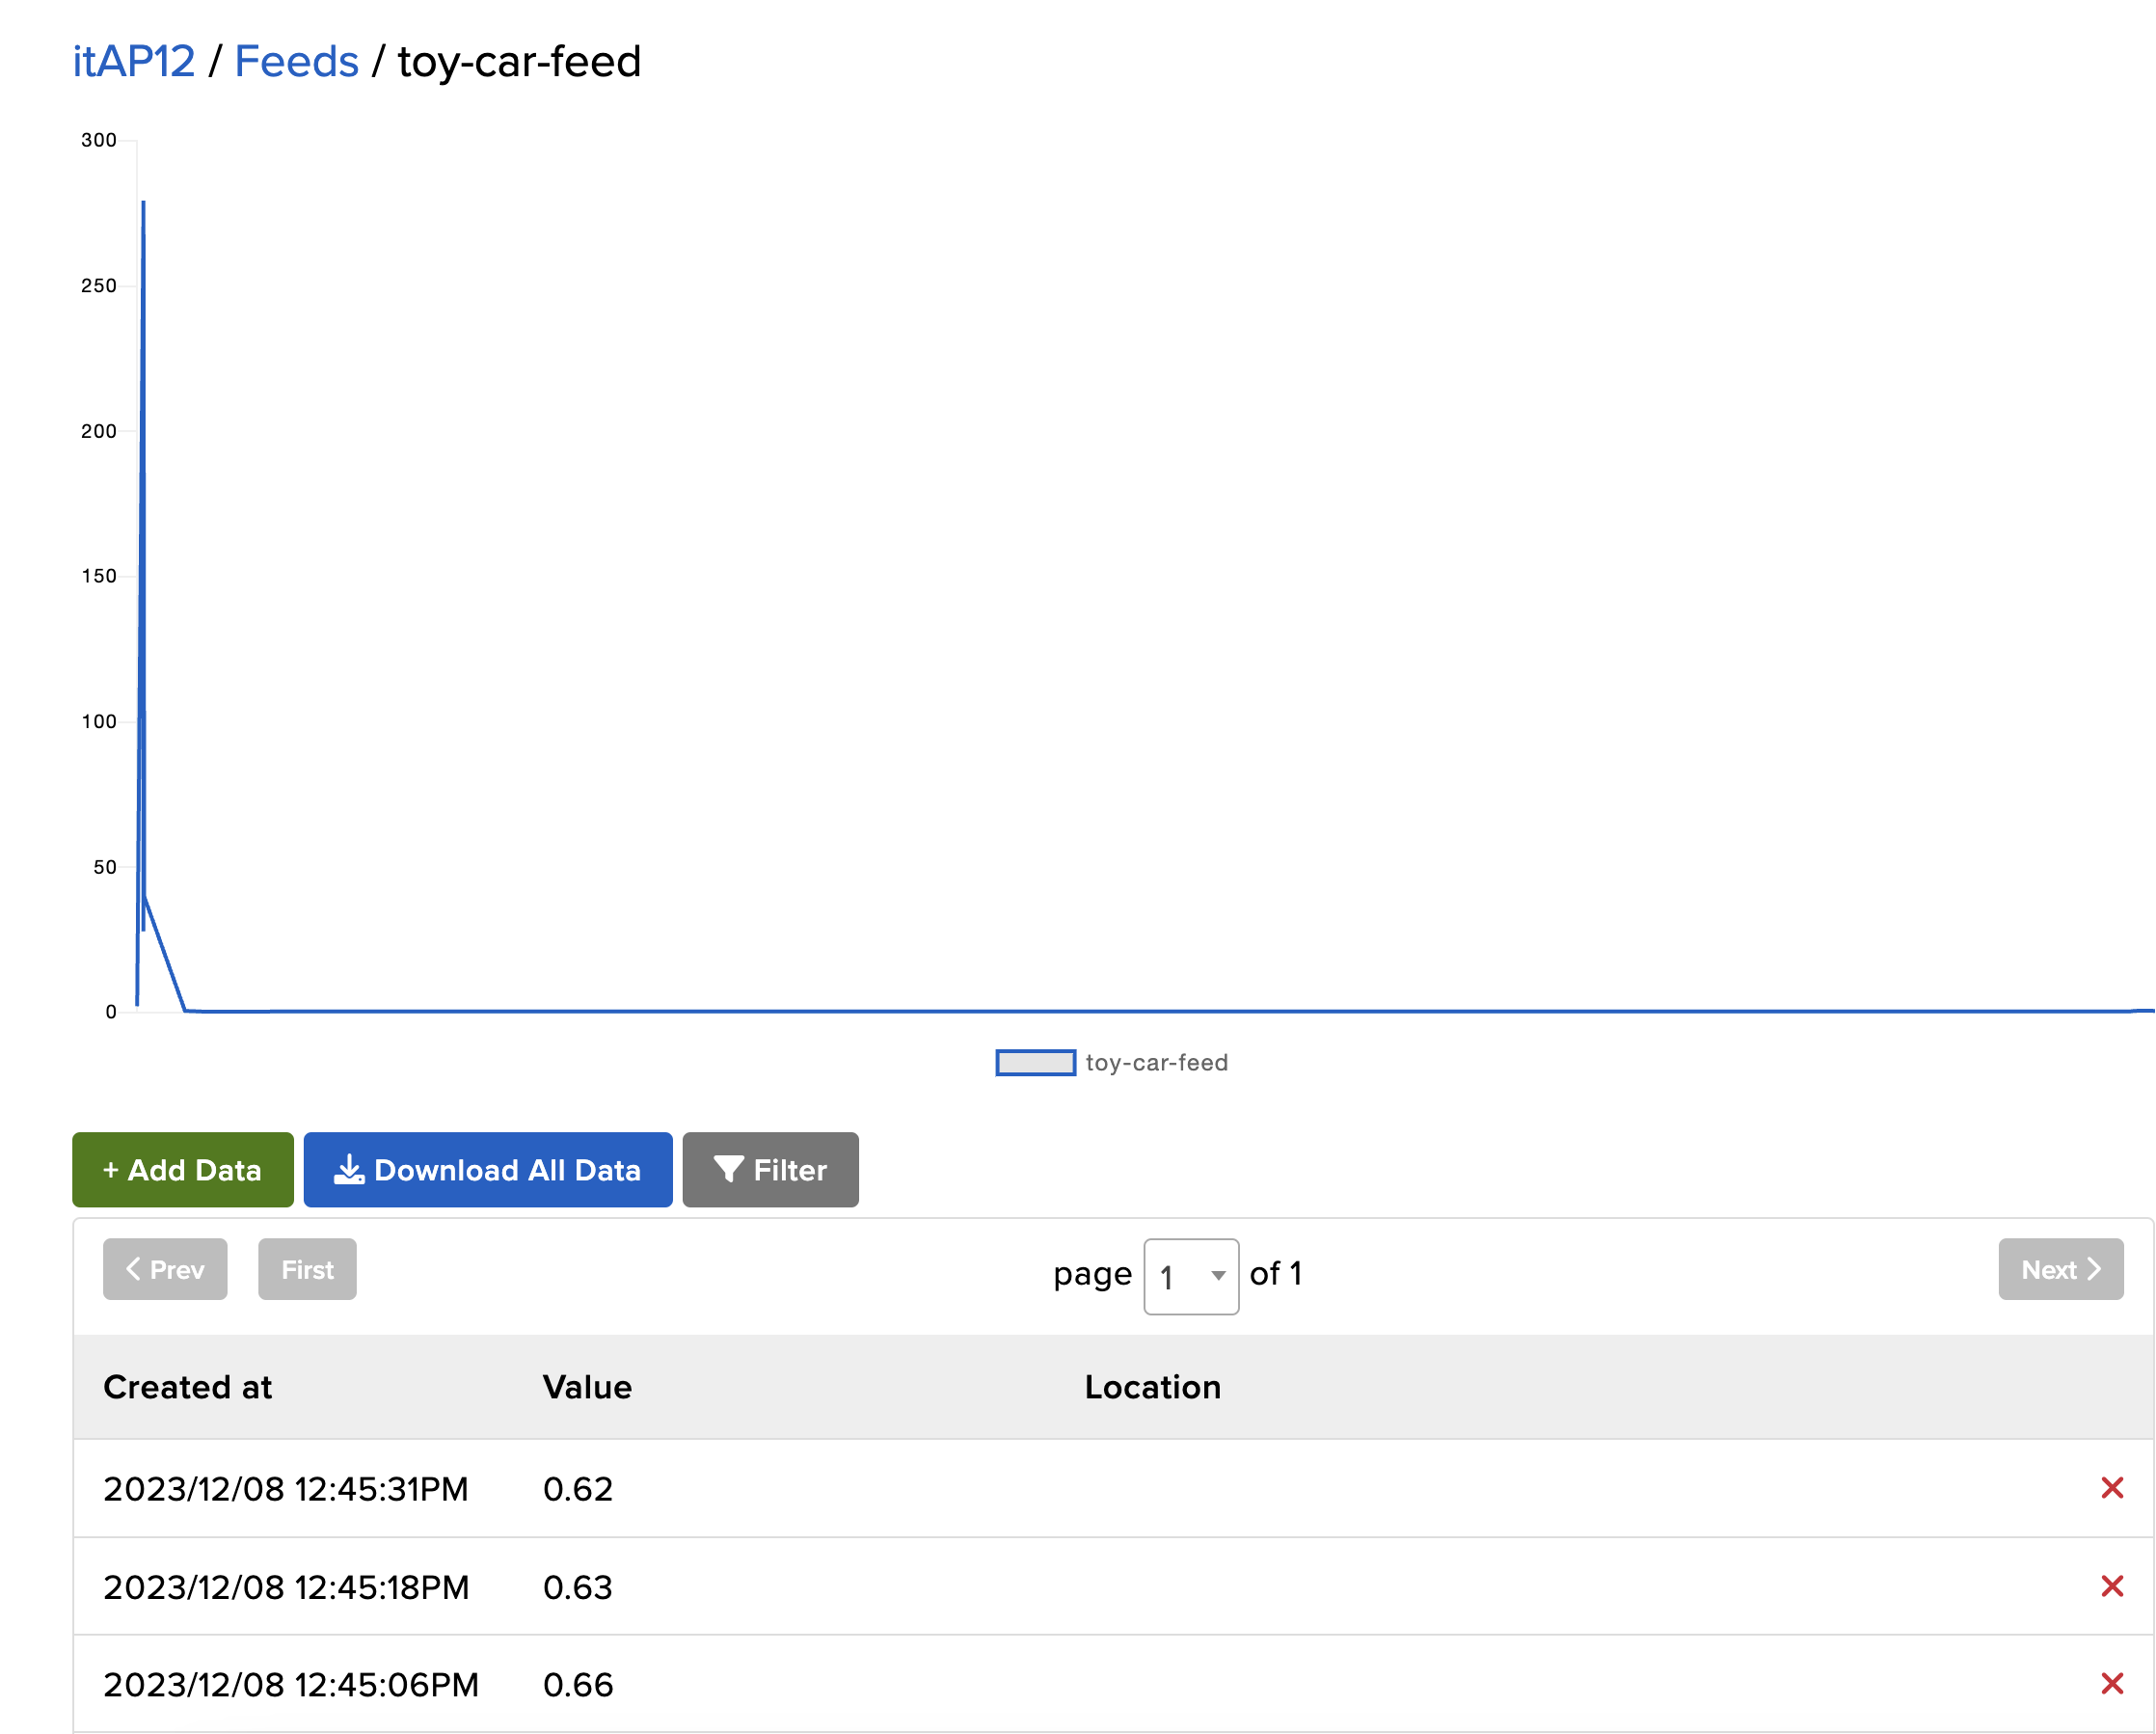 itAP12 / Feeds / toy-car-feed
300
250
200
150
100
50
0
toy-car-feed
+ Add Data Download All Data Filter
Prev First page 1 of 1 Next
Created at Value Location
2023/12/08 12:45:31PM 0.62
2023/12/08 12:45:18PM 0.63
2023/12/08 12:45:06PM 0.66